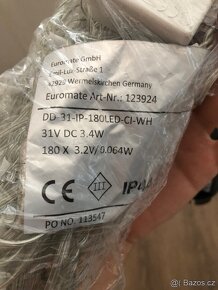 Euromate GmbH
Emil-Lux-Straße 1
42929 Wermelskirchen Germany
Euromate Art-Nr.: 123924
DD-31-IP-180LED-CI-WH
31V DC 3.4W
180 X 3.2V/0.064W
CE III IP44
PO NO. 113547
Sbazar.cz